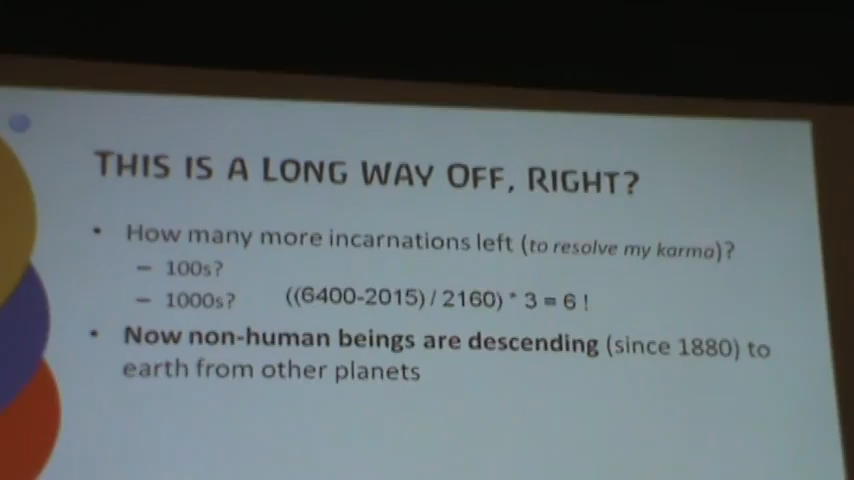 THIS IS A LONG WAY OFF, RIGHT?
• How many more incarnations left (to resolve my karma)?
– 100s?
– 1000s? ((6400-2015) / 2160) * 3 = 6 !
• Now non-human beings are descending (since 1880) to
earth from other planets